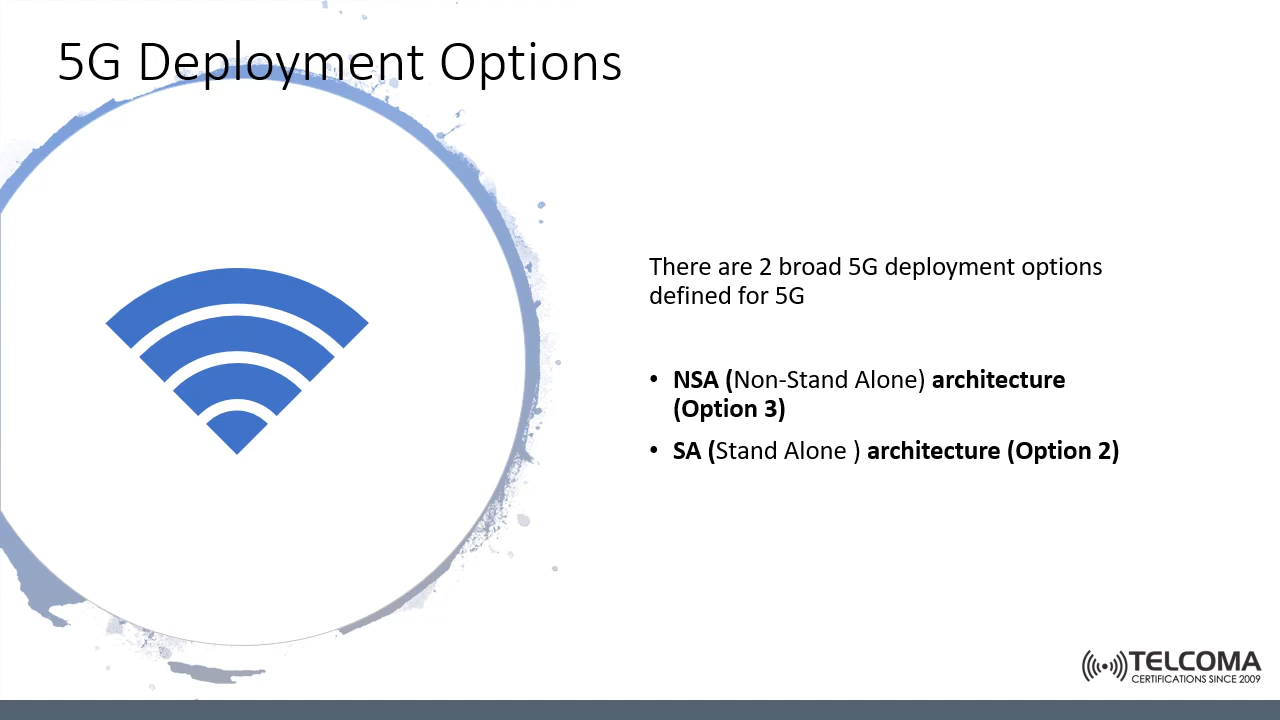 5G Deployment Options
There are 2 broad 5G deployment options
defined for 5G
• NSA (Non-Stand Alone) architecture
(Option 3)
• SA (Stand Alone ) architecture (Option 2)
TELCOMA
CERTIFICATIONS SINCE 2009